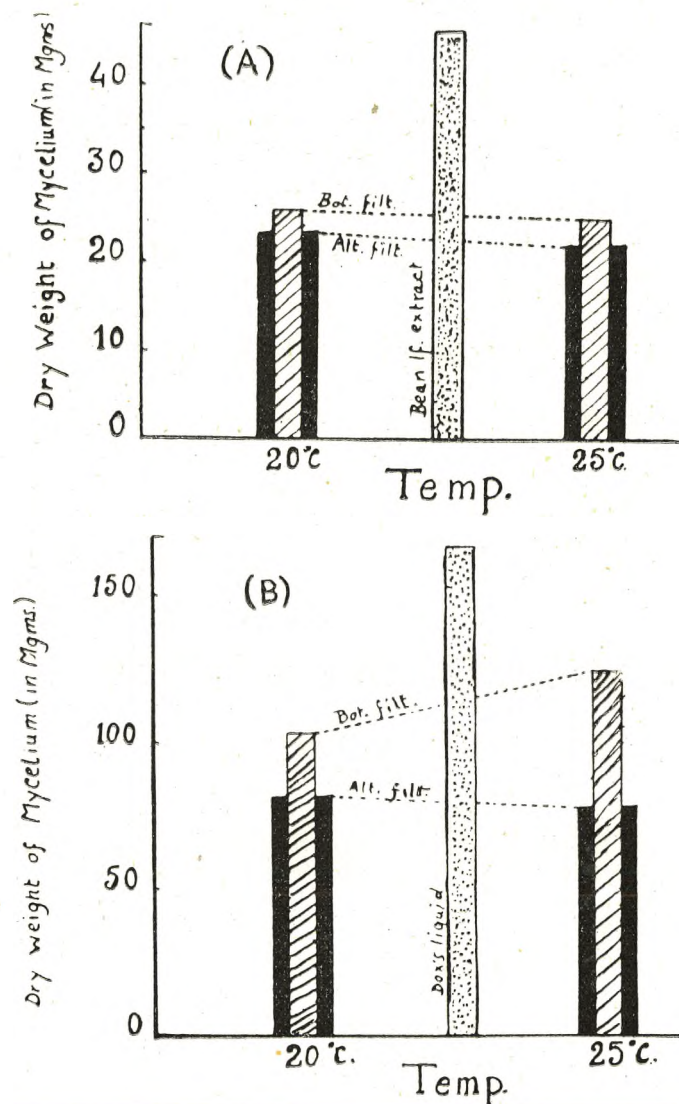 Dry Weight of Mycelium (in Mgms)
40
30
20
10
0
(A)
Bot. filt.
Alt. filt.
Bean lf. extract
20°C
25°C.
Temp.
Dry weight of Mycelium (in Mgms.)
150
100
50
0
(B)
Bot. filt.
Alt. filt.
Dox's liquid
20°C.
25°C.
Temp.